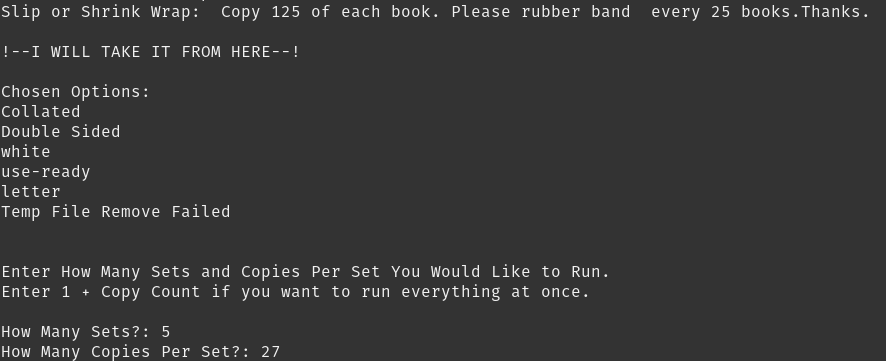 Slip or Shrink Wrap:  Copy 125 of each book. Please rubber band  every 25 books.Thanks.
!--I WILL TAKE IT FROM HERE--!
Chosen Options:
Collated
Double Sided
white
use-ready
letter
Temp File Remove Failed
Enter How Many Sets and Copies Per Set You Would Like to Run.
Enter 1 + Copy Count if you want to run everything at once.
How Many Sets?: 5
How Many Copies Per Set?: 27